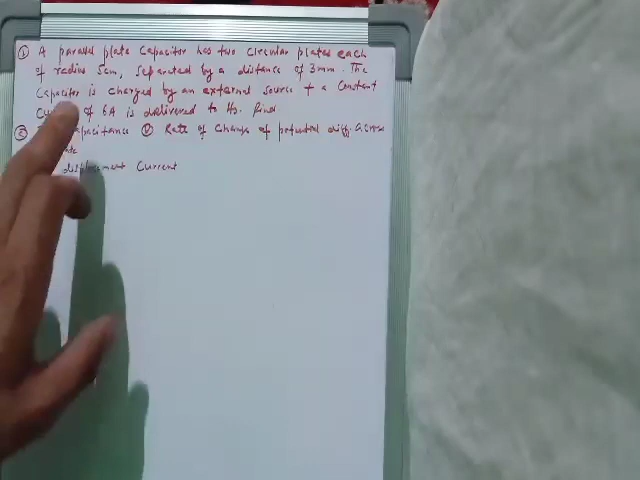 ① A parallel plate Capacitor has two Circular plates each
of radius 5cm, separated by a distance of 3mm. The
Capacitor is charged by an external source + a Constant
of 6A is delivered to it. Find
Capacitance Ⓥ Rate of Change of potential diff. across
displacement Current